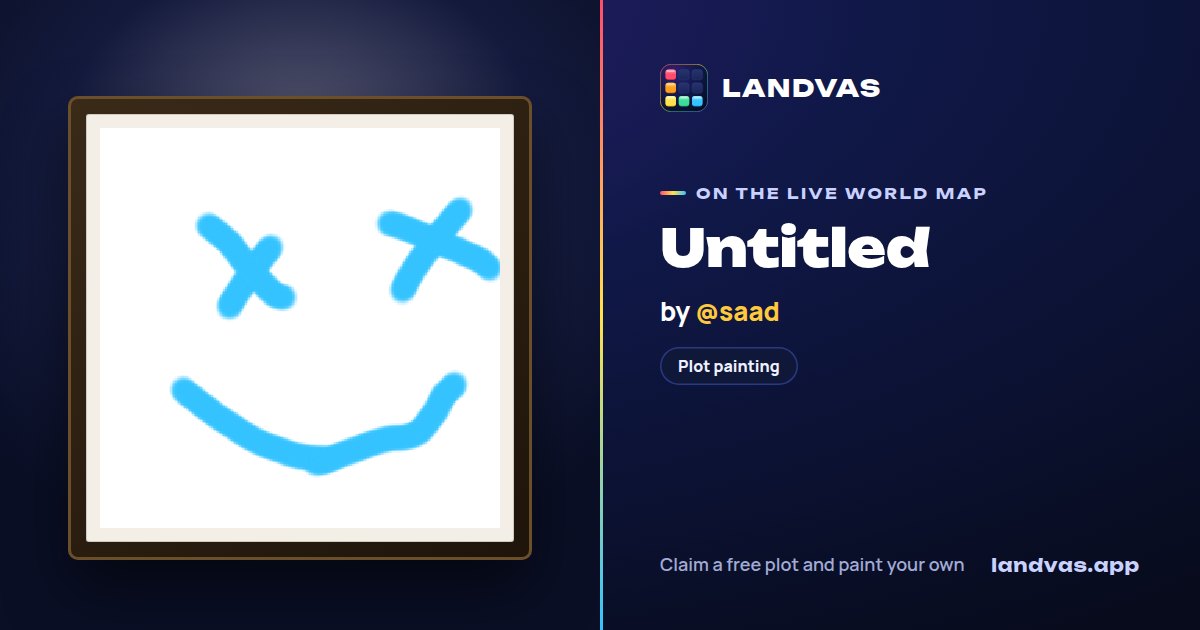 LANDVAS
ON THE LIVE WORLD MAP
Untitled
by @saad
Plot painting
Claim a free plot and paint your own landvas.app